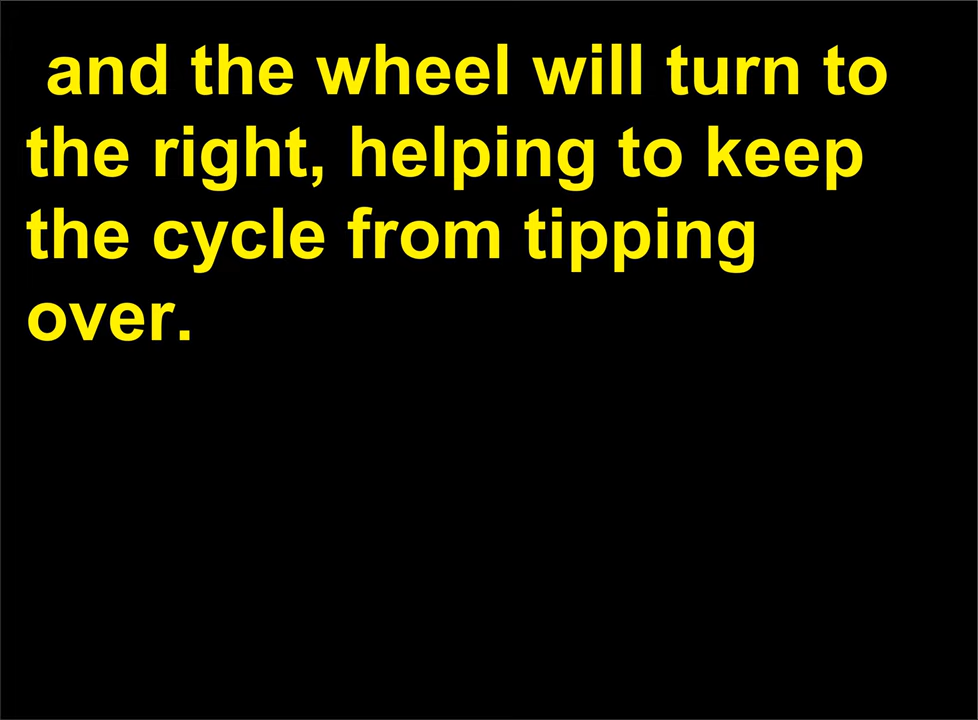 and the wheel will turn to
the right, helping to keep
the cycle from tipping
over.